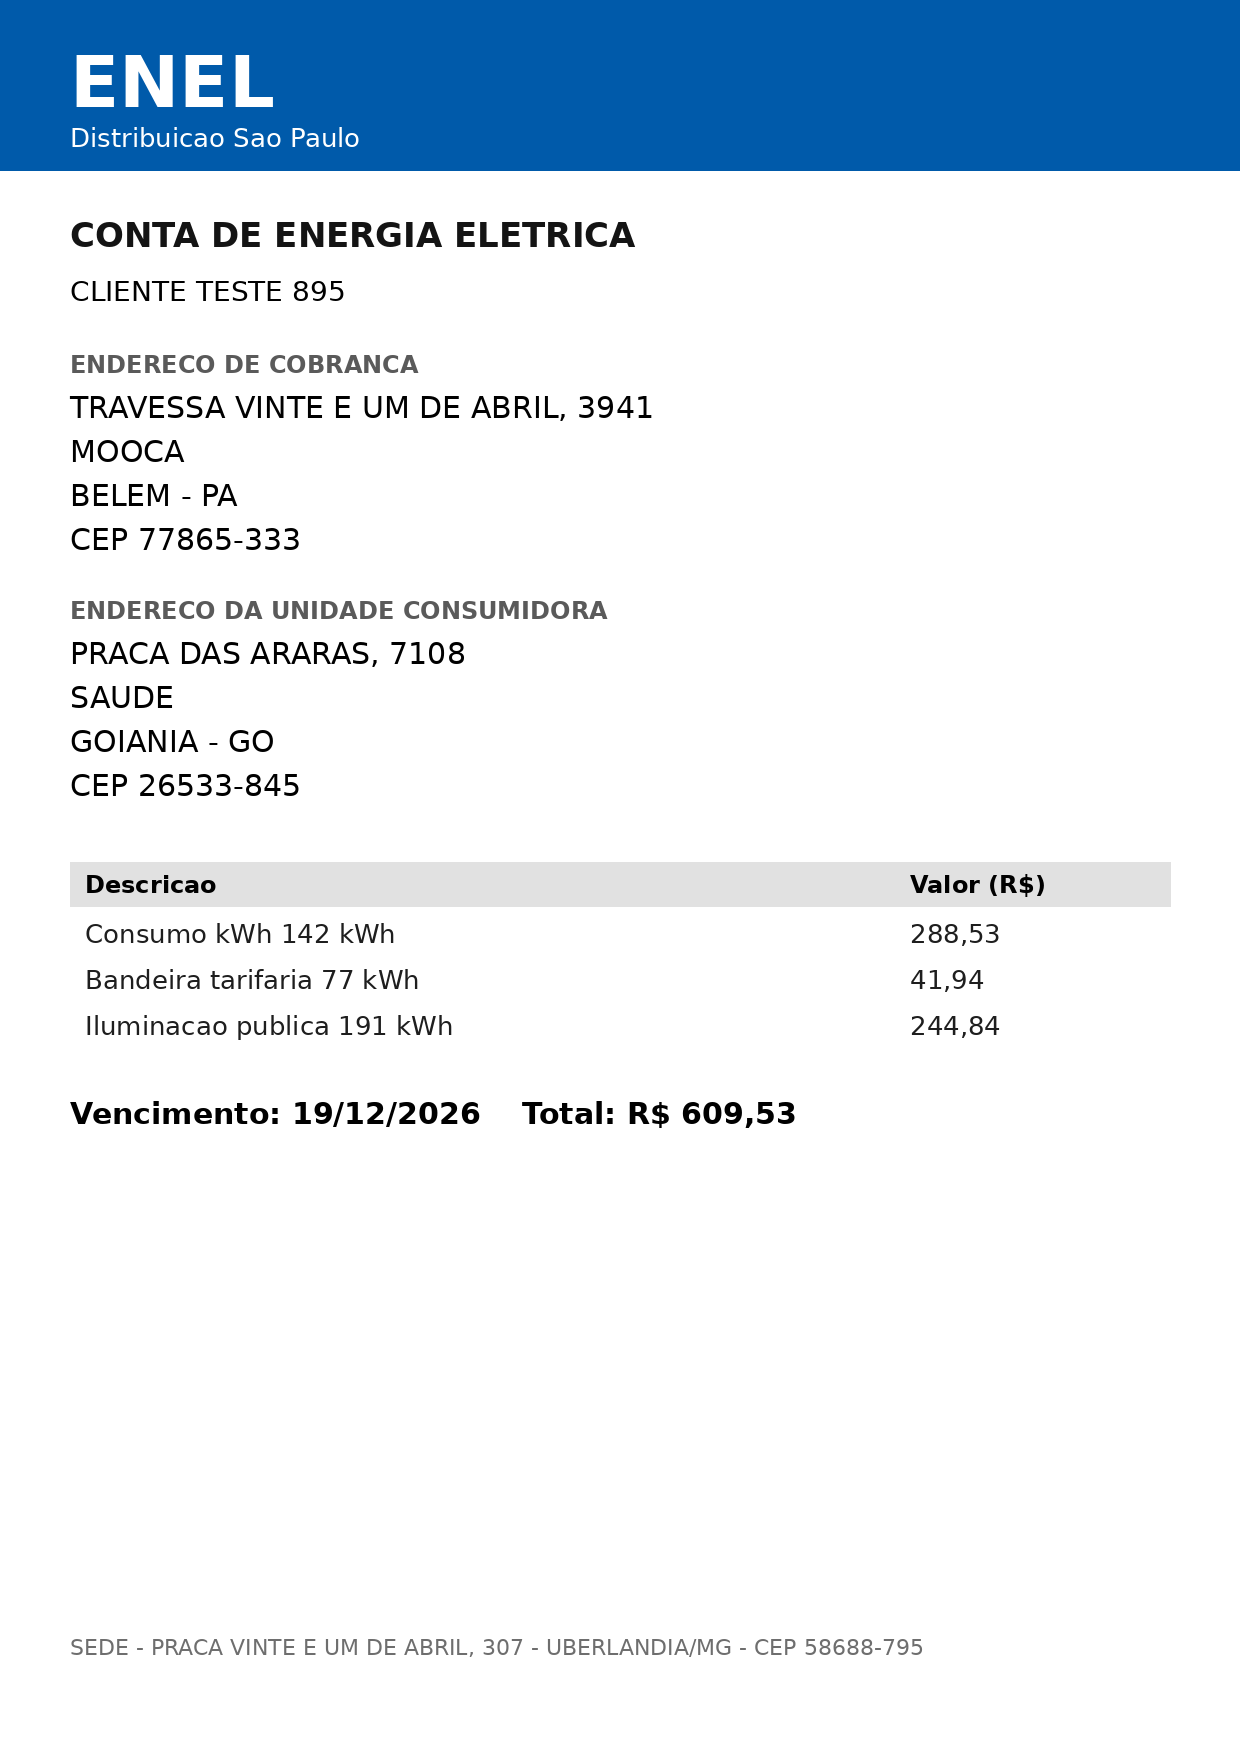 ENEL
Distribuicao Sao Paulo
CONTA DE ENERGIA ELETRICA
CLIENTE TESTE 895
ENDERECO DE COBRANCA
TRAVESSA VINTE E UM DE ABRIL, 3941
MOOCA
BELEM - PA
CEP 77865-333
ENDERECO DA UNIDADE CONSUMIDORA
PRACA DAS ARARAS, 7108
SAUDE
GOIANIA - GO
CEP 26533-845
Descricao Valor (R$)
Consumo kWh 142 kWh 288,53
Bandeira tarifaria 77 kWh 41,94
Iluminacao publica 191 kWh 244,84
Vencimento: 19/12/2026 Total: R$ 609,53
SEDE - PRACA VINTE E UM DE ABRIL, 307 - UBERLANDIA/MG - CEP 58688-795